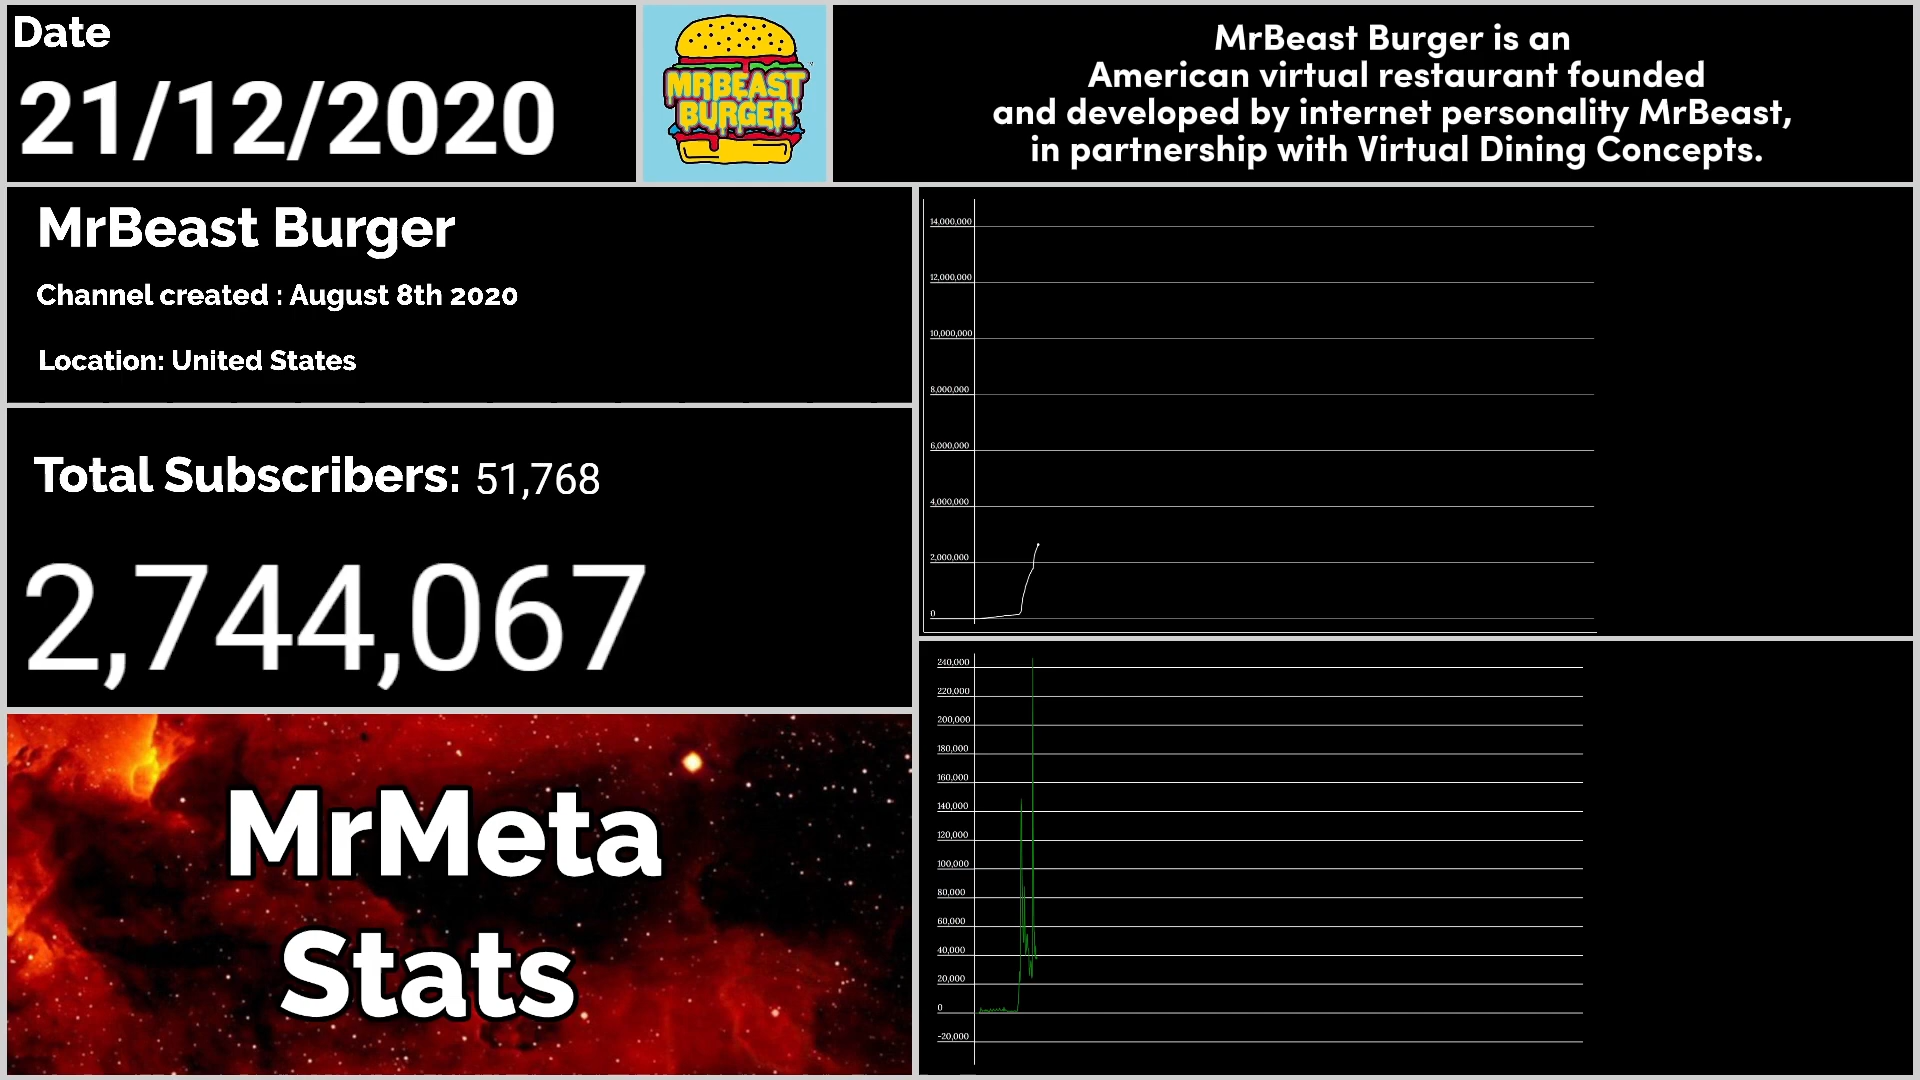 Date
21/12/2020
MRBEAST
BURGER
MrBeast Burger is an
American virtual restaurant founded
and developed by internet personality MrBeast,
in partnership with Virtual Dining Concepts.
MrBeast Burger
Channel created : August 8th 2020
Location: United States
Total Subscribers: 51,768
2,744,067
MrMeta
Stats
14,000,000
12,000,000
10,000,000
8,000,000
6,000,000
4,000,000
2,000,000
0
240,000
220,000
200,000
180,000
160,000
140,000
120,000
100,000
80,000
60,000
40,000
20,000
0
-20,000